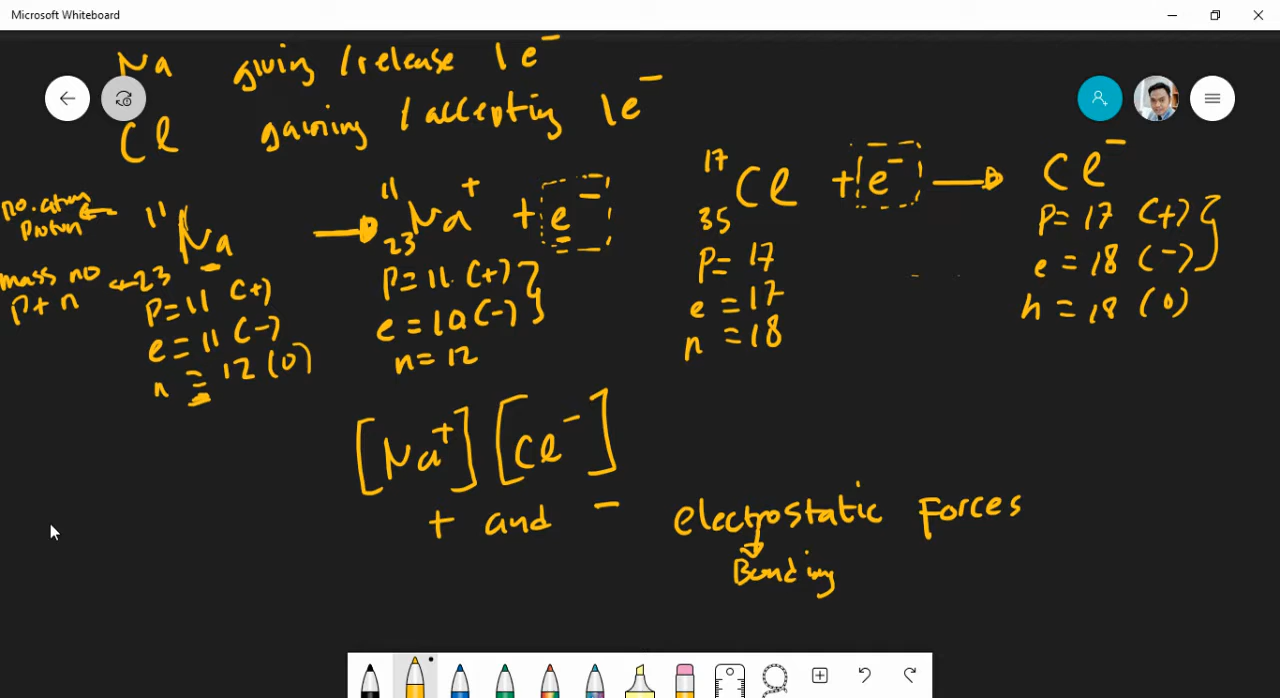 Microsoft Whiteboard
Na giving /release 1e⁻
Cl gaining /accepting 1e⁻
no. atomic
Proton
mass no
P+n
11
Na
23
P=11 (+)
e=11 (-)
n=12 (0)
11
Na⁺ + e⁻
23
P=11 (+)
e=10 (-)
n=12
17
Cl + e⁻
35
P=17
e=17
n=18
Cl⁻
P=17 (+)
e=18 (-)
n=18 (0)
[Na⁺][Cl⁻]
+ and - electrostatic Forces
Bonding